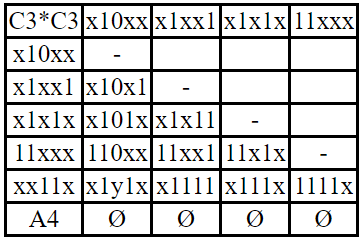 C3*C3 x10xx x1xx1 x1x1x 11xxx
x10xx -
x1xx1 x10x1 -
x1x1x x101x x1x11 -
11xxx 110xx 11xx1 11x1x -
xx11x x1y1x x1111 x111x 1111x
A4 Ø Ø Ø Ø